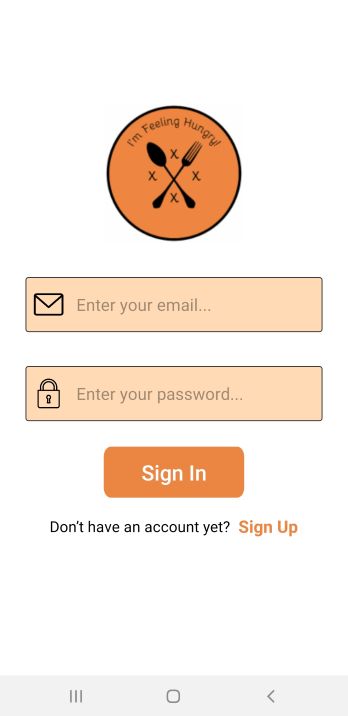 I'm Feeling Hungry!
X
X X
X
Enter your email...
Enter your password...
Sign In
Don't have an account yet? Sign Up